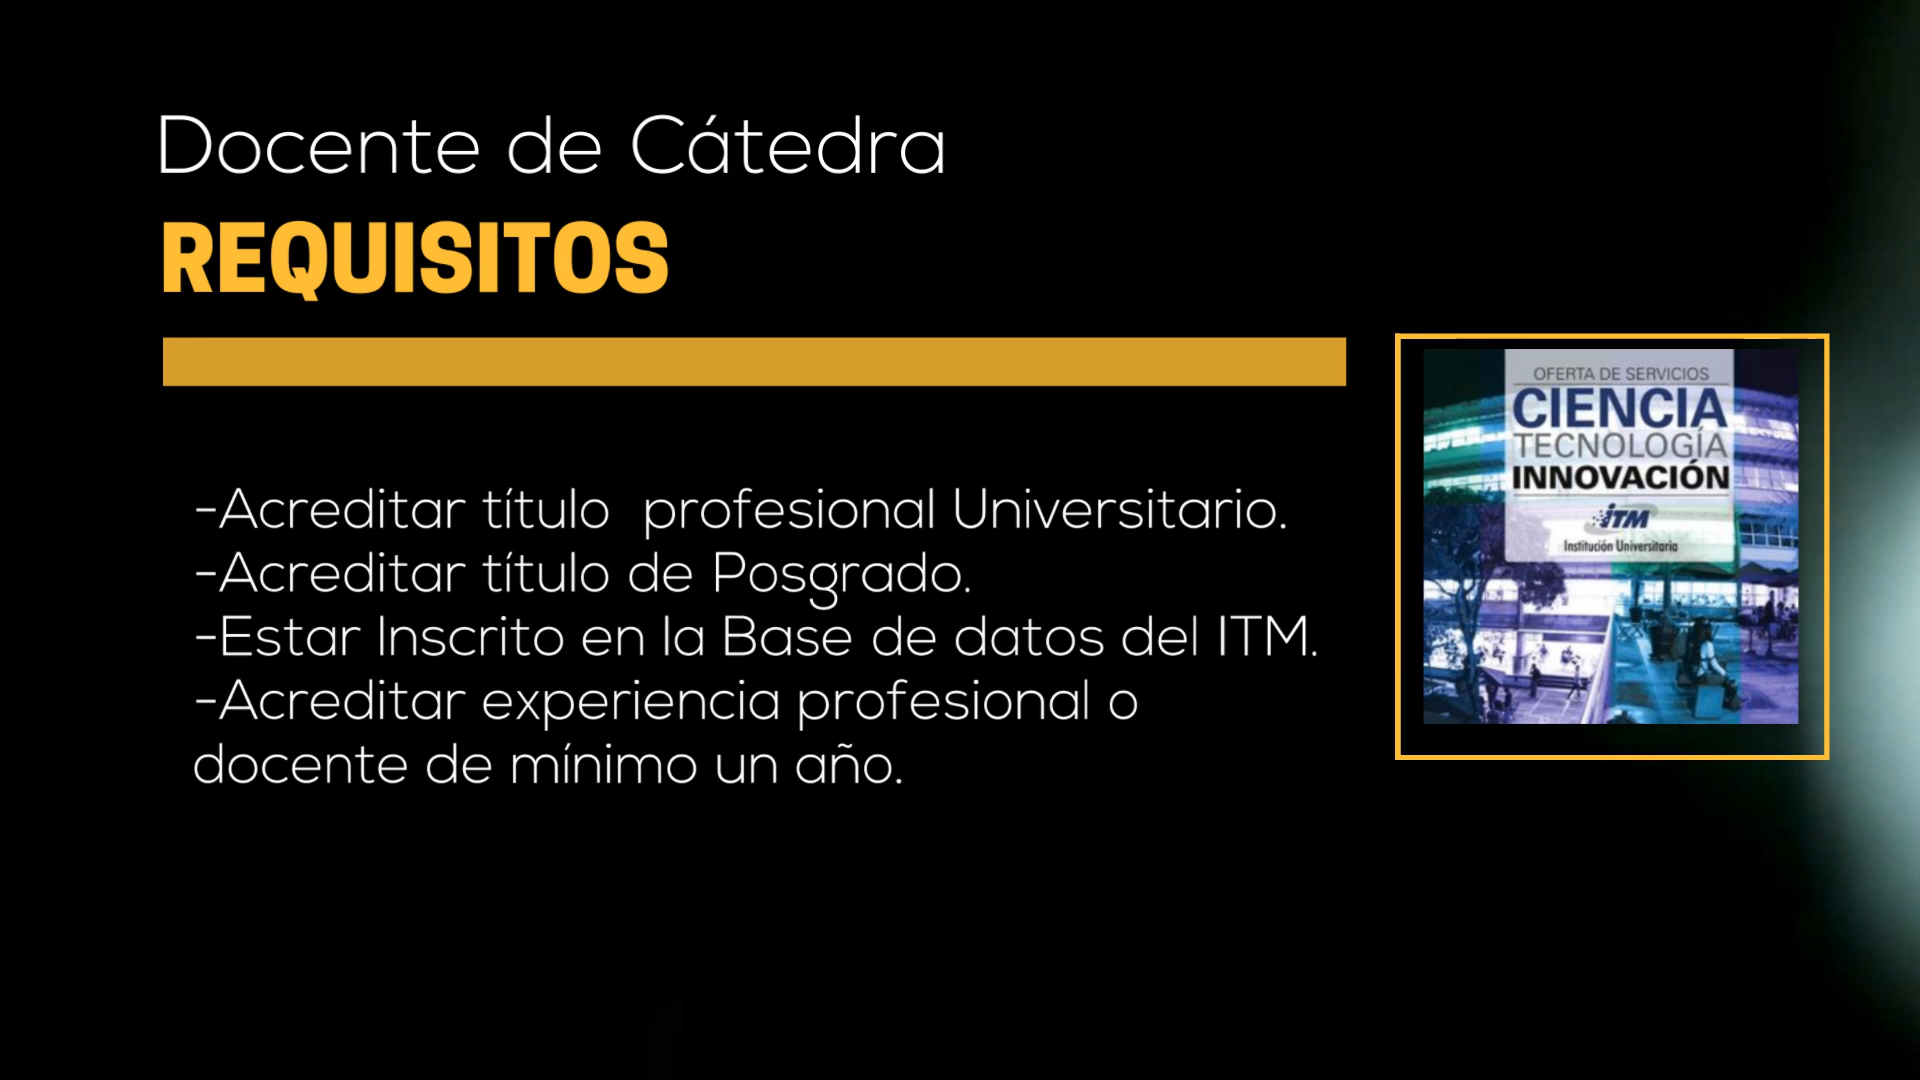 Docente de Cátedra
REQUISITOS
-Acreditar título  profesional Universitario.
-Acreditar título de Posgrado.
-Estar Inscrito en la Base de datos del ITM.
-Acreditar experiencia profesional o
docente de mínimo un año.
OFERTA DE SERVICIOS
CIENCIA
TECNOLOGÍA
INNOVACIÓN
iTM
Institución Universitaria